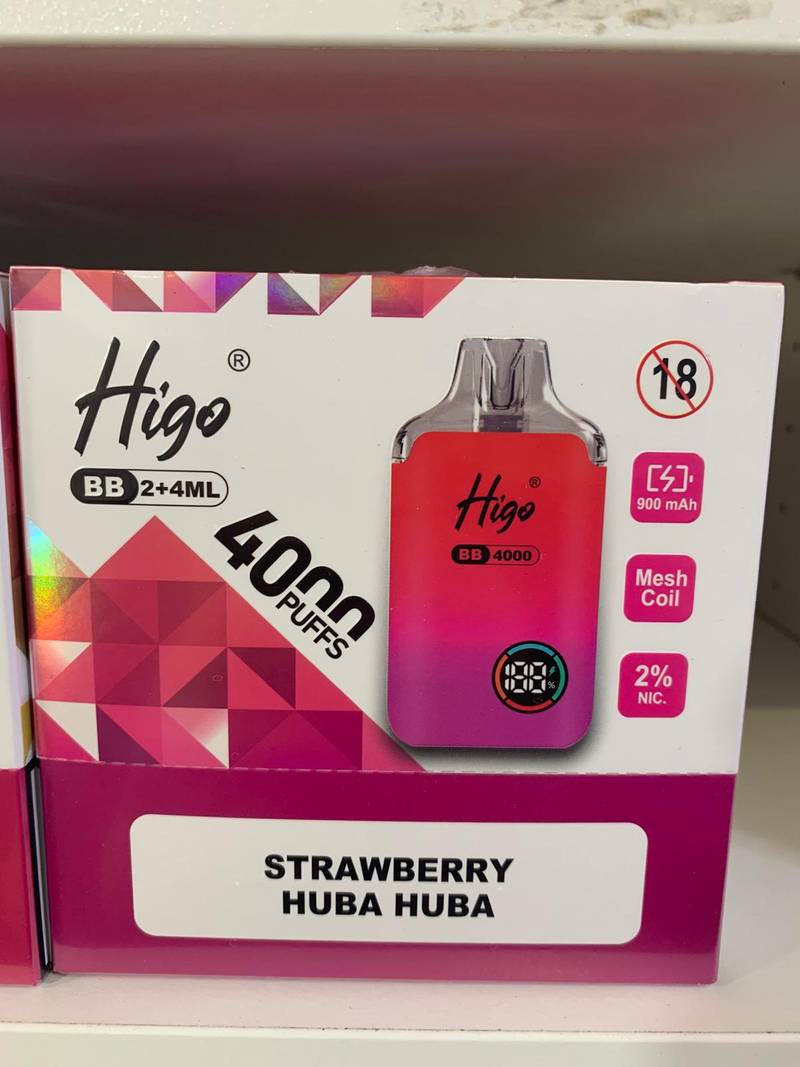 Higo ®
BB 2+4ML
4000
PUFFS
Higo ®
BB 4000
188 %
18
900 mAh
Mesh
Coil
2%
NIC.
STRAWBERRY
HUBA HUBA